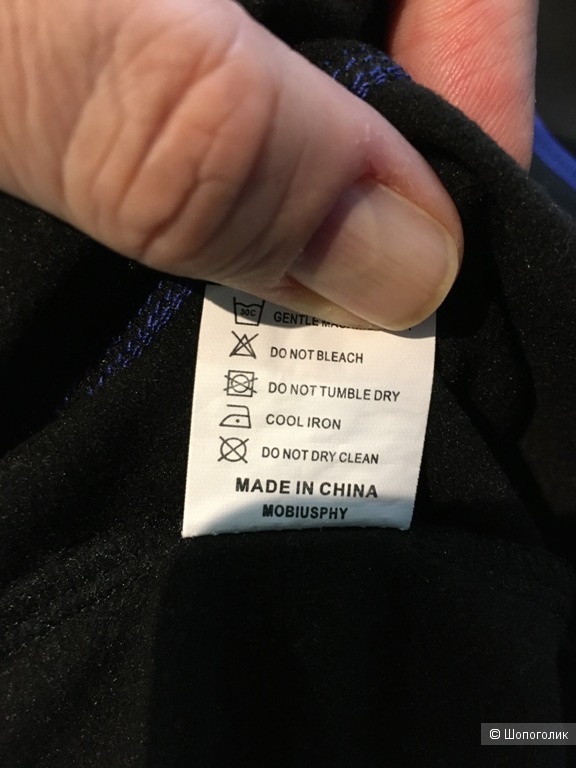 30C GENTLE
DO NOT BLEACH
DO NOT TUMBLE DRY
COOL IRON
DO NOT DRY CLEAN
MADE IN CHINA
MOBIUSPHY
© Шопоголик